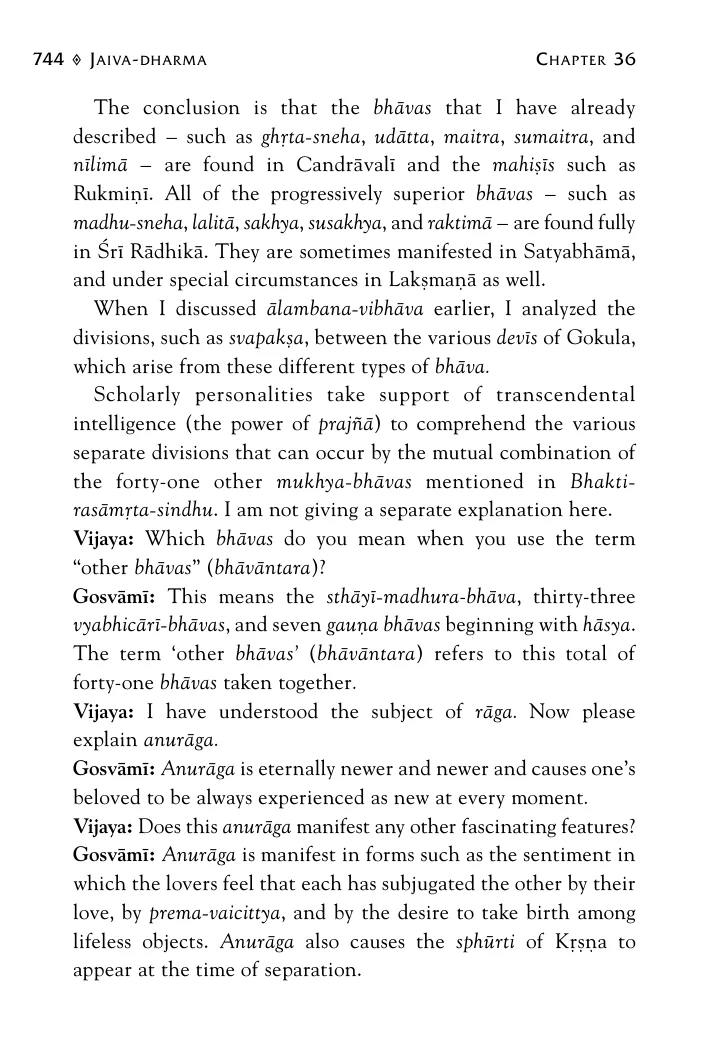 744 ◈ Jaiva-dharma Chapter 36
The conclusion is that the bhāvas that I have already
described – such as ghṛta-sneha, udātta, maitra, sumaitra, and
nīlimā – are found in Candrāvalī and the mahiṣīs such as
Rukmiṇī. All of the progressively superior bhāvas – such as
madhu-sneha, lalitā, sakhya, susakhya, and raktimā – are found fully
in Śrī Rādhikā. They are sometimes manifested in Satyabhāmā,
and under special circumstances in Lakṣmaṇā as well.
When I discussed ālambana-vibhāva earlier, I analyzed the
divisions, such as svapakṣa, between the various devīs of Gokula,
which arise from these different types of bhāva.
Scholarly personalities take support of transcendental
intelligence (the power of prajñā) to comprehend the various
separate divisions that can occur by the mutual combination of
the forty-one other mukhya-bhāvas mentioned in Bhakti-
rasāmṛta-sindhu. I am not giving a separate explanation here.
Vijaya: Which bhāvas do you mean when you use the term
“other bhāvas” (bhāvāntara)?
Gosvāmī: This means the sthāyī-madhura-bhāva, thirty-three
vyabhicārī-bhāvas, and seven gauṇa bhāvas beginning with hāsya.
The term ‘other bhāvas’ (bhāvāntara) refers to this total of
forty-one bhāvas taken together.
Vijaya: I have understood the subject of rāga. Now please
explain anurāga.
Gosvāmī: Anurāga is eternally newer and newer and causes one’s
beloved to be always experienced as new at every moment.
Vijaya: Does this anurāga manifest any other fascinating features?
Gosvāmī: Anurāga is manifest in forms such as the sentiment in
which the lovers feel that each has subjugated the other by their
love, by prema-vaicittya, and by the desire to take birth among
lifeless objects. Anurāga also causes the sphūrti of Kṛṣṇa to
appear at the time of separation.